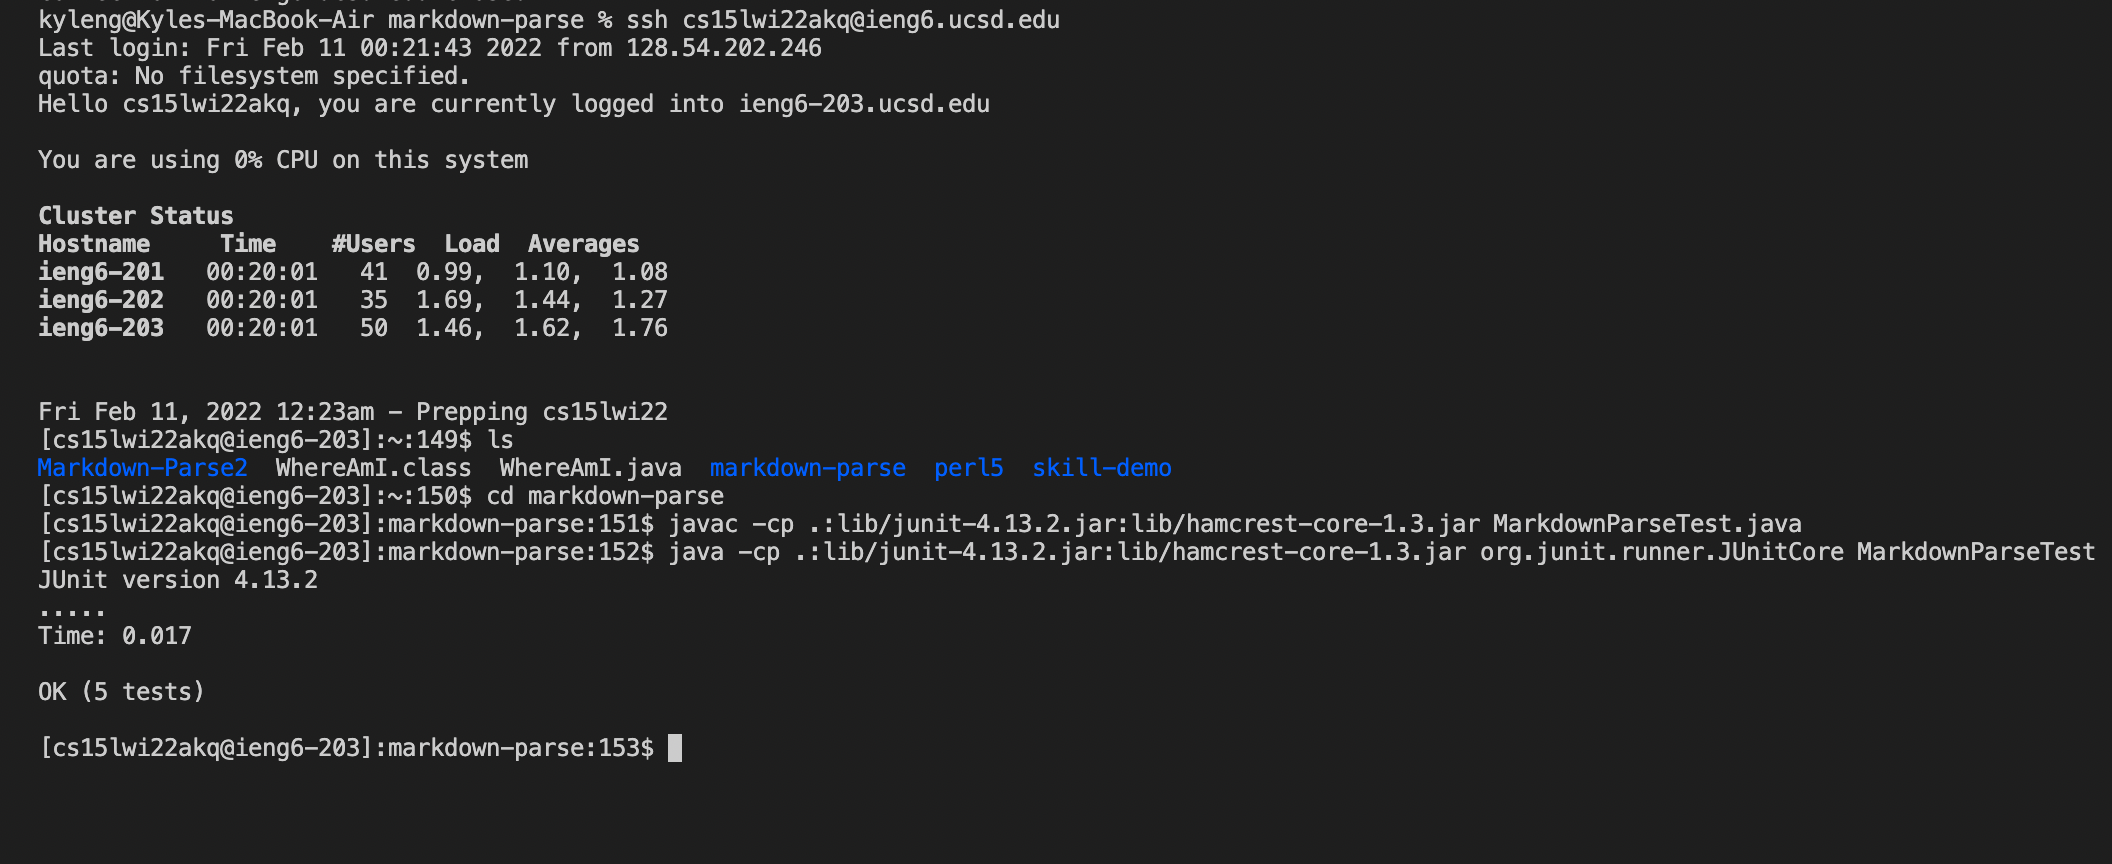 kyleng@Kyles-MacBook-Air markdown-parse % ssh cs15lwi22akq@ieng6.ucsd.edu
Last login: Fri Feb 11 00:21:43 2022 from 128.54.202.246
quota: No filesystem specified.
Hello cs15lwi22akq, you are currently logged into ieng6-203.ucsd.edu
You are using 0% CPU on this system
Cluster Status
Hostname     Time    #Users  Load  Averages
ieng6-201   00:20:01   41  0.99,  1.10,  1.08
ieng6-202   00:20:01   35  1.69,  1.44,  1.27
ieng6-203   00:20:01   50  1.46,  1.62,  1.76
Fri Feb 11, 2022 12:23am - Prepping cs15lwi22
[cs15lwi22akq@ieng6-203]:~:149$ ls
Markdown-Parse2  WhereAmI.class  WhereAmI.java  markdown-parse  perl5  skill-demo
[cs15lwi22akq@ieng6-203]:~:150$ cd markdown-parse
[cs15lwi22akq@ieng6-203]:markdown-parse:151$ javac -cp .:lib/junit-4.13.2.jar:lib/hamcrest-core-1.3.jar MarkdownParseTest.java
[cs15lwi22akq@ieng6-203]:markdown-parse:152$ java -cp .:lib/junit-4.13.2.jar:lib/hamcrest-core-1.3.jar org.junit.runner.JUnitCore MarkdownParseTest
JUnit version 4.13.2
.....
Time: 0.017
OK (5 tests)
[cs15lwi22akq@ieng6-203]:markdown-parse:153$